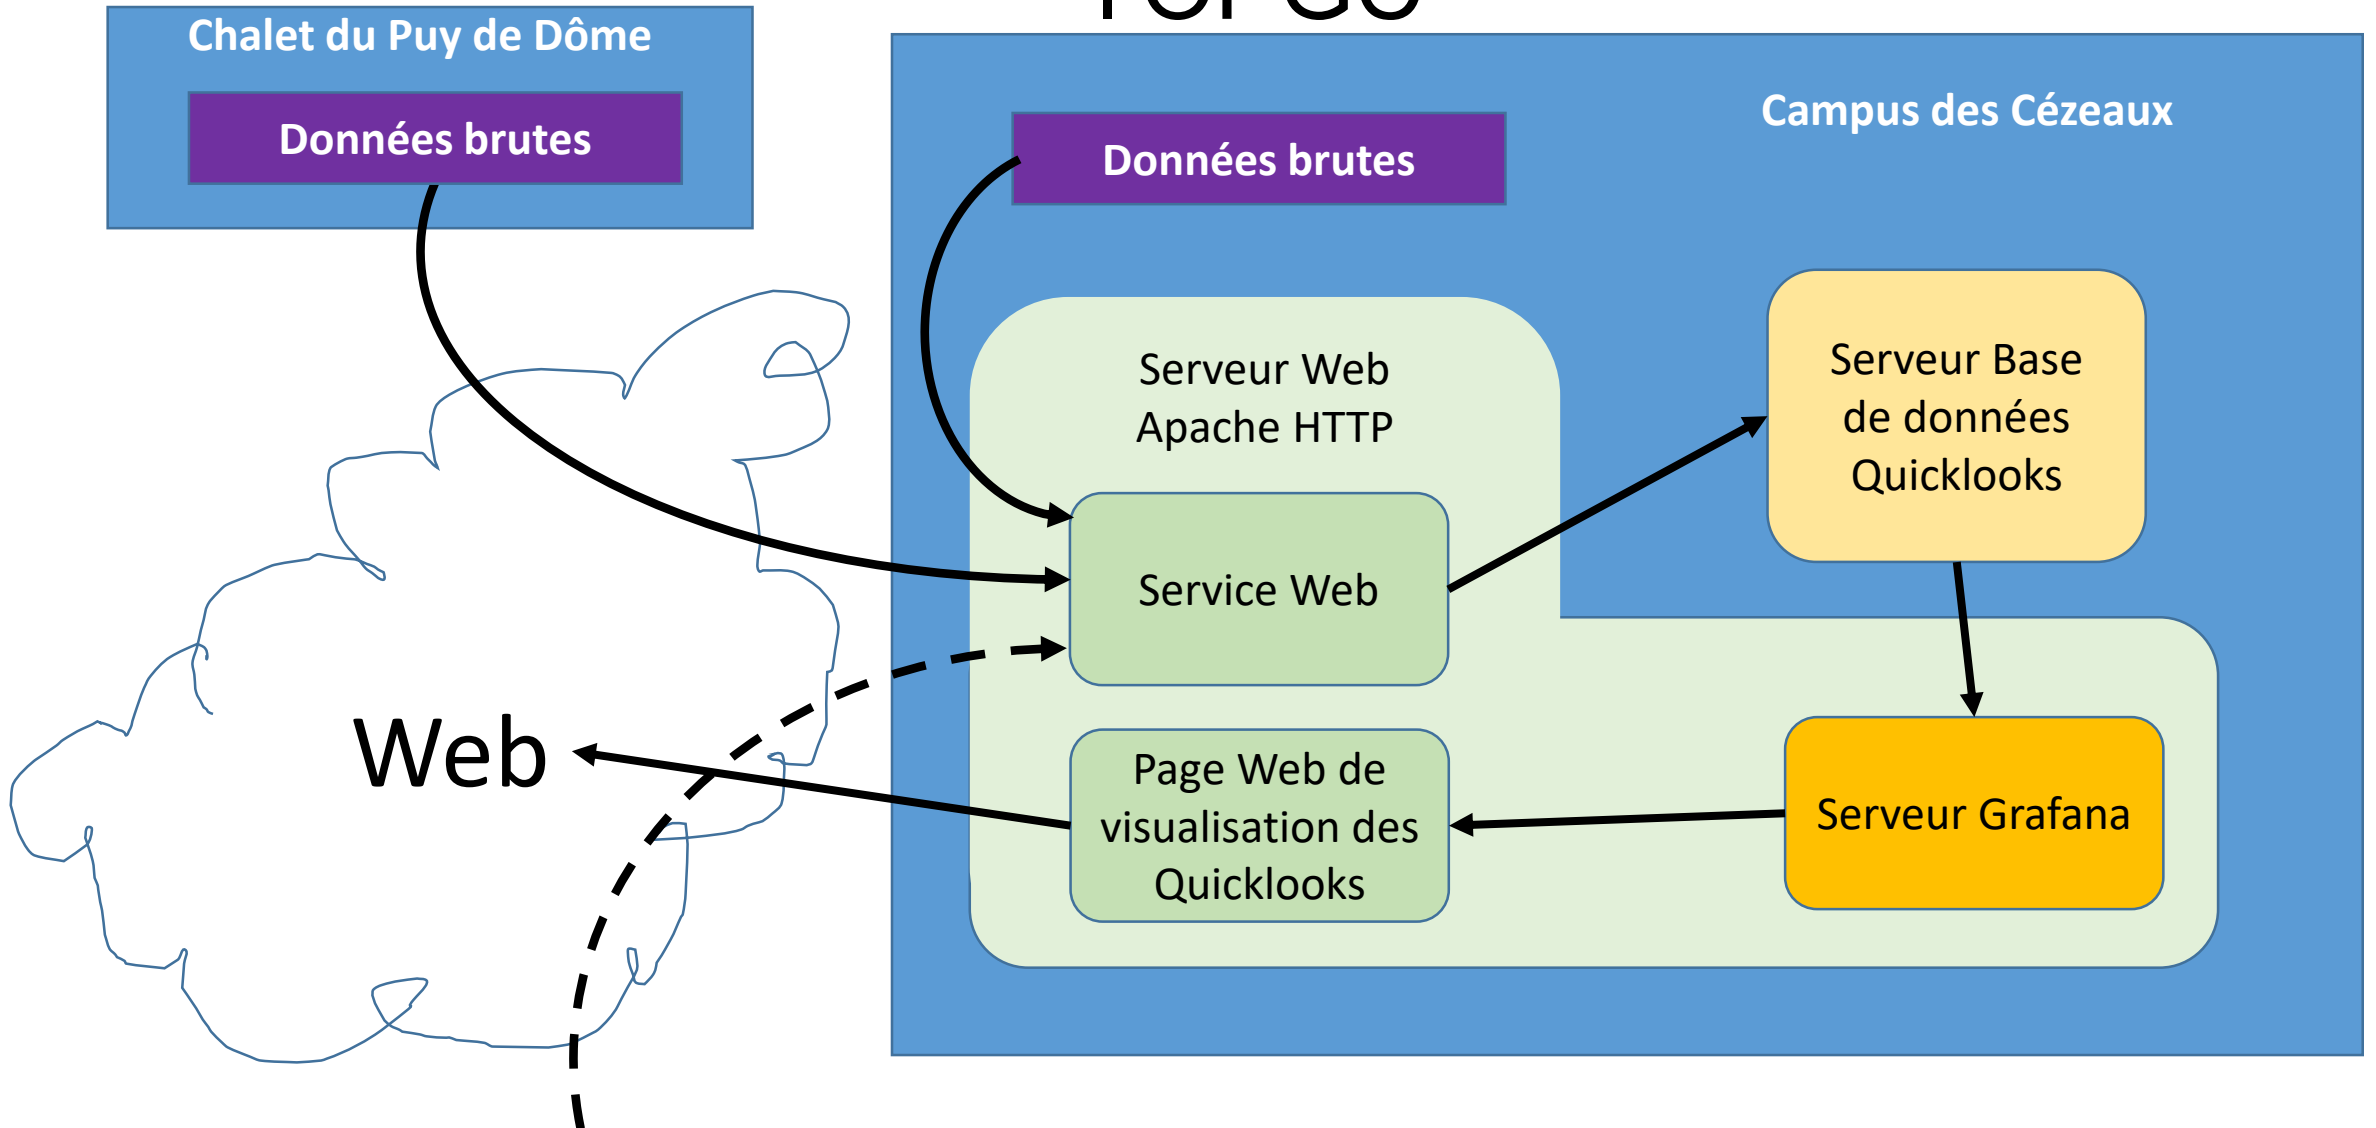 Chalet du Puy de Dôme
Données brutes
Campus des Cézeaux
Données brutes
Serveur Web
Apache HTTP
Serveur Base
de données
Quicklooks
Service Web
Web
Page Web de
visualisation des
Quicklooks
Serveur Grafana